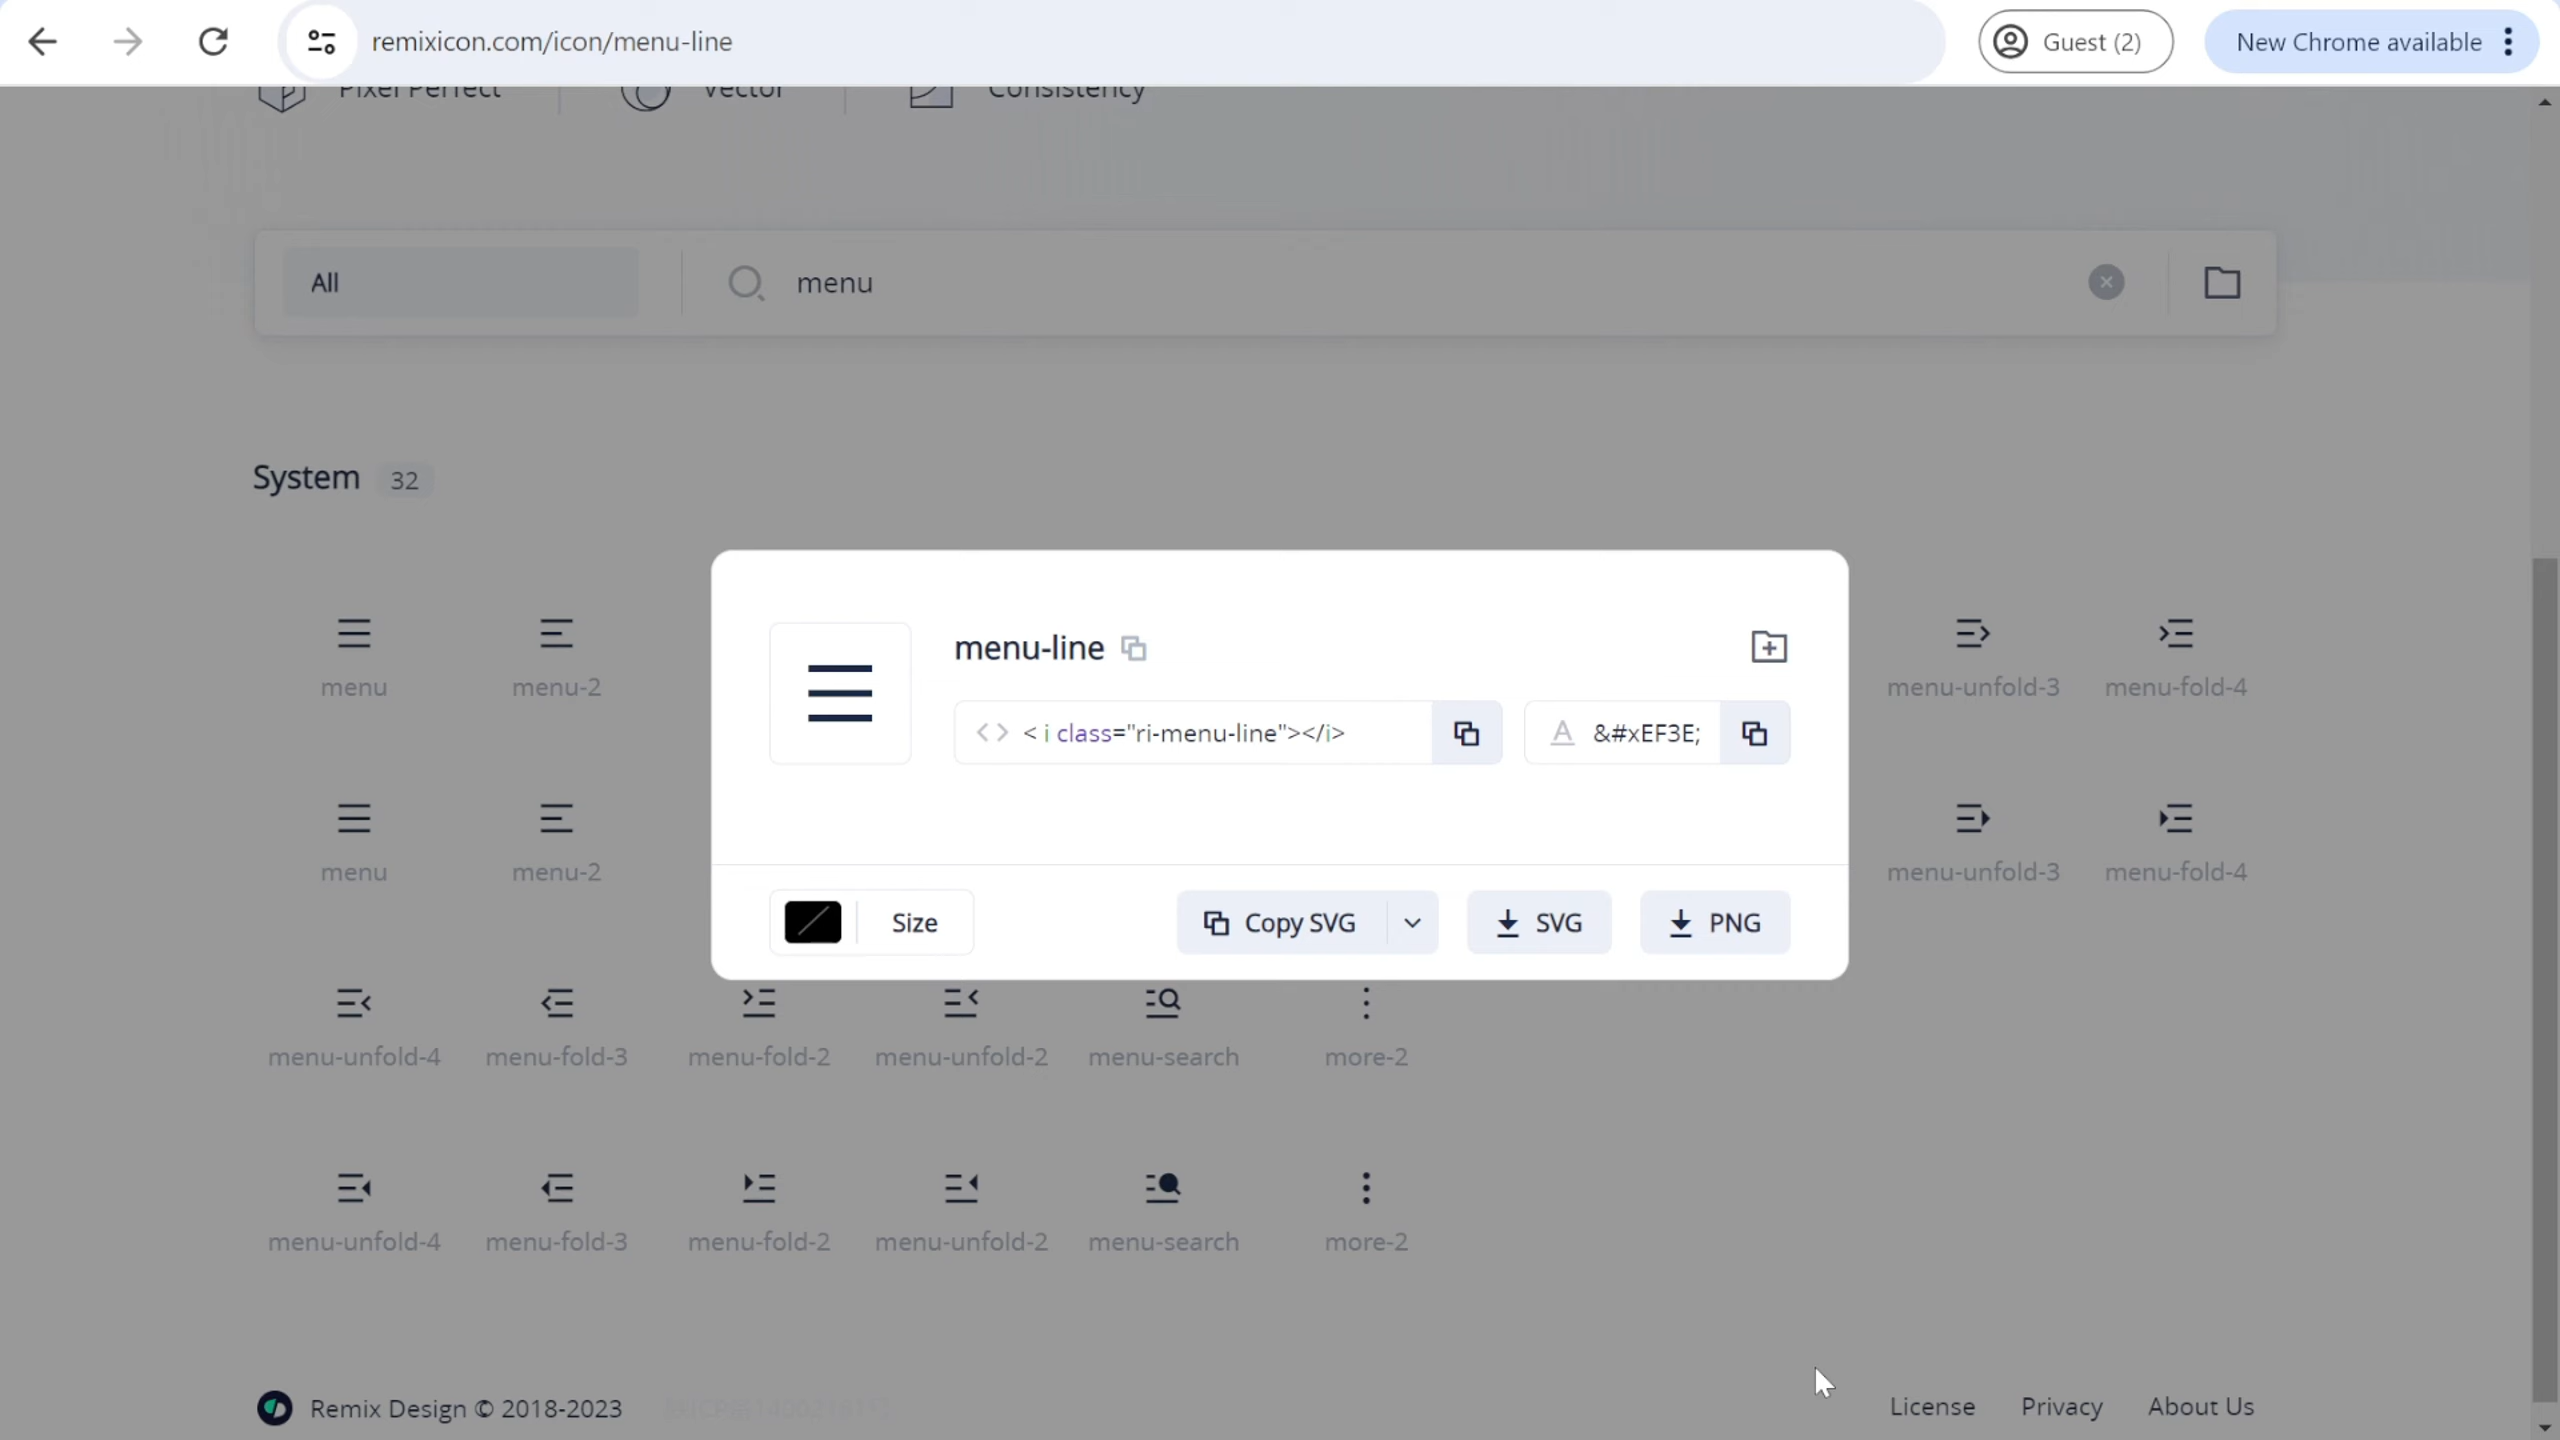 remixicon.com/icon/menu-line
Guest (2)
New Chrome available
Pixel Perfect
Vector
Consistency
All
menu
System 32
menu
menu-2
menu-unfold-3
menu-fold-4
menu-line
< i class="ri-menu-line"></i>
&#xEF3E;
menu
menu-2
menu-unfold-3
menu-fold-4
Size
Copy SVG
SVG
PNG
menu-unfold-4
menu-fold-3
menu-fold-2
menu-unfold-2
menu-search
more-2
menu-unfold-4
menu-fold-3
menu-fold-2
menu-unfold-2
menu-search
more-2
Remix Design © 2018-2023
License
Privacy
About Us